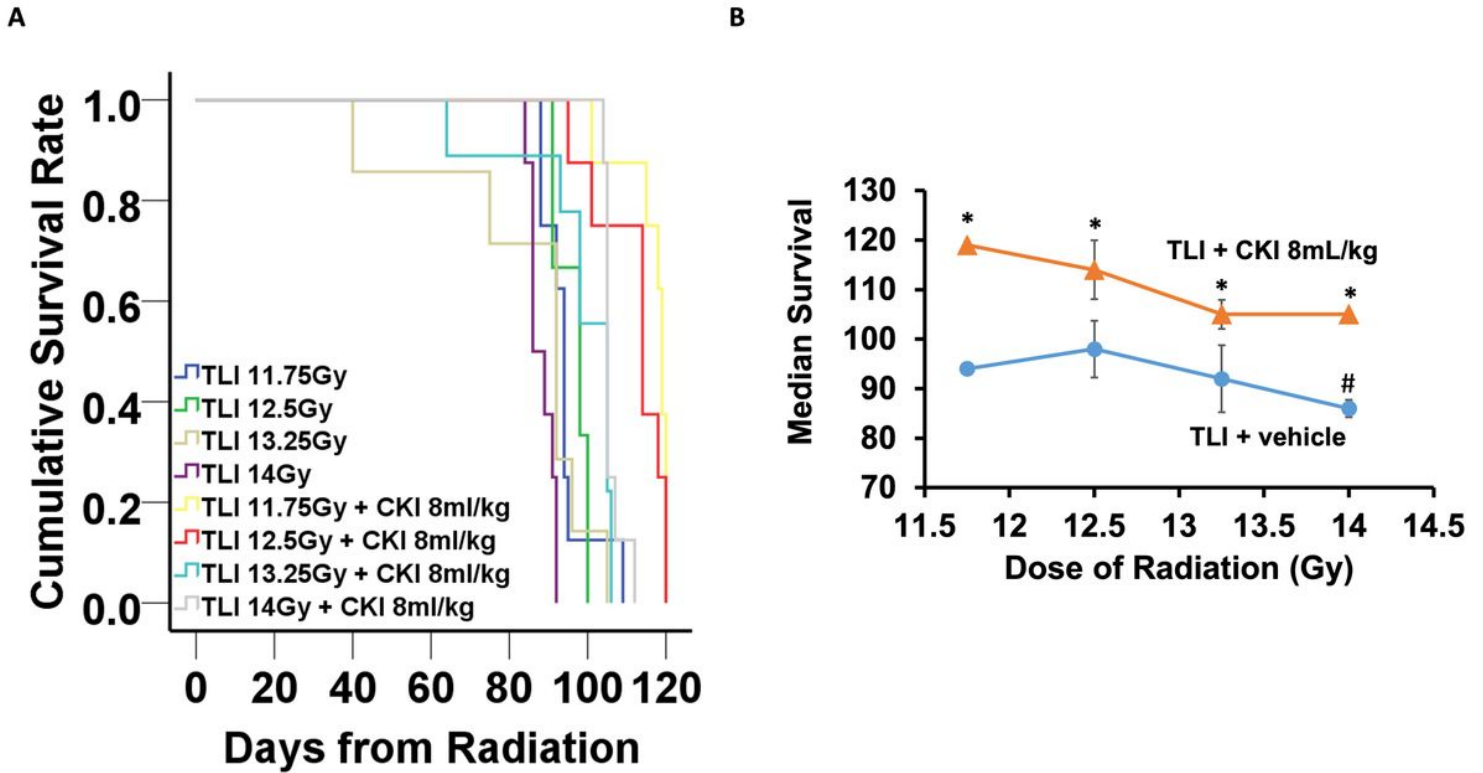 A
Cumulative Survival Rate
1.0
0.8
0.6
0.4
0.2
0.0
TLI 11.75Gy
TLI 12.5Gy
TLI 13.25Gy
TLI 14Gy
TLI 11.75Gy + CKI 8ml/kg
TLI 12.5Gy + CKI 8ml/kg
TLI 13.25Gy + CKI 8ml/kg
TLI 14Gy + CKI 8ml/kg
0 20 40 60 80 100 120
Days from Radiation
B
Median Survival
130
120
110
100
90
80
70
* * * *
TLI + CKI 8mL/kg
#
TLI + vehicle
11.5 12 12.5 13 13.5 14 14.5
Dose of Radiation (Gy)